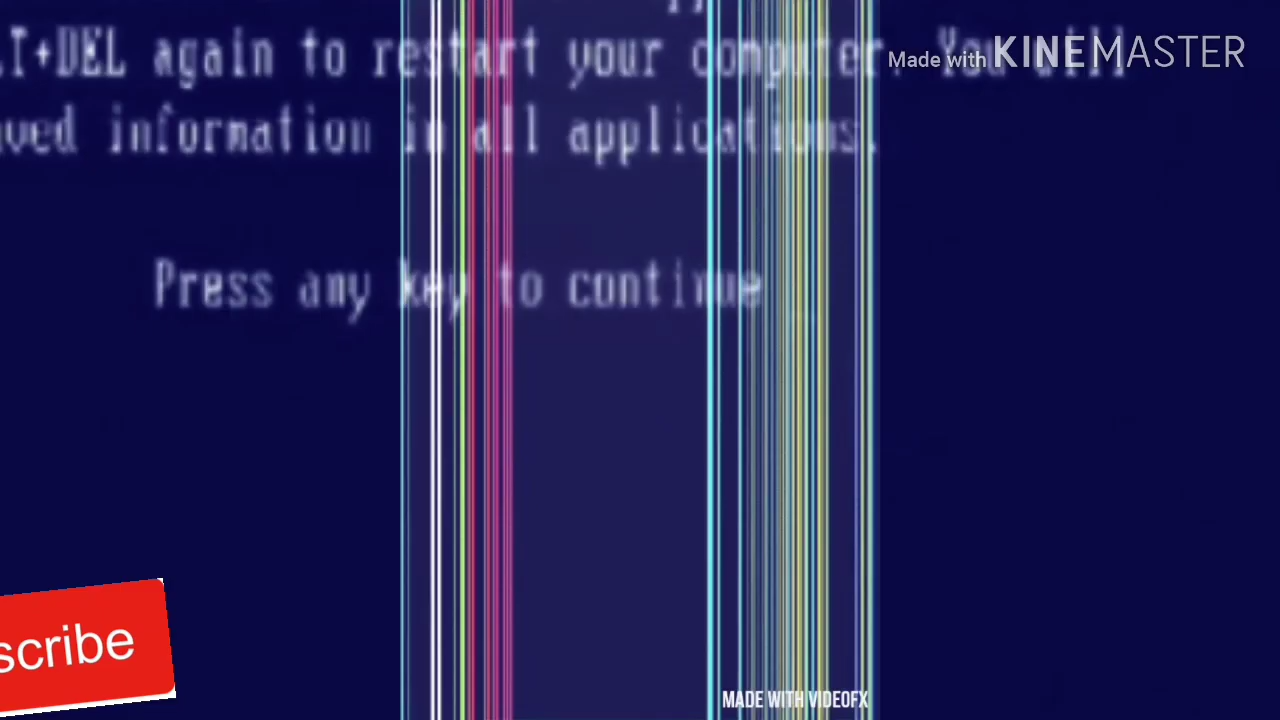 LT+DEL again to restart your computer. You will
Made with KINEMASTER
ved information in all applications.
Press any key to continue
scribe
MADE WITH VIDEOFX